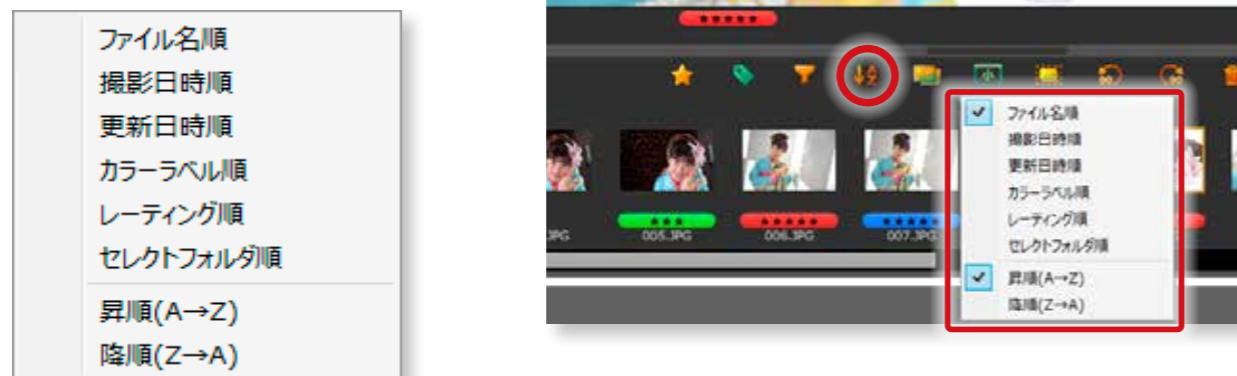 ファイル名順
撮影日時順
更新日時順
カラーラベル順
レーティング順
セレクトフォルダ順
昇順(A→Z)
降順(Z→A)
小
90
90
.JPG
005.JPG
006.JPG
007.JPG
ファイル名順
撮影日時順
更新日時順
カラーラベル順
レーティング順
セレクトフォルダ順
昇順(A→Z)
降順(Z→A)